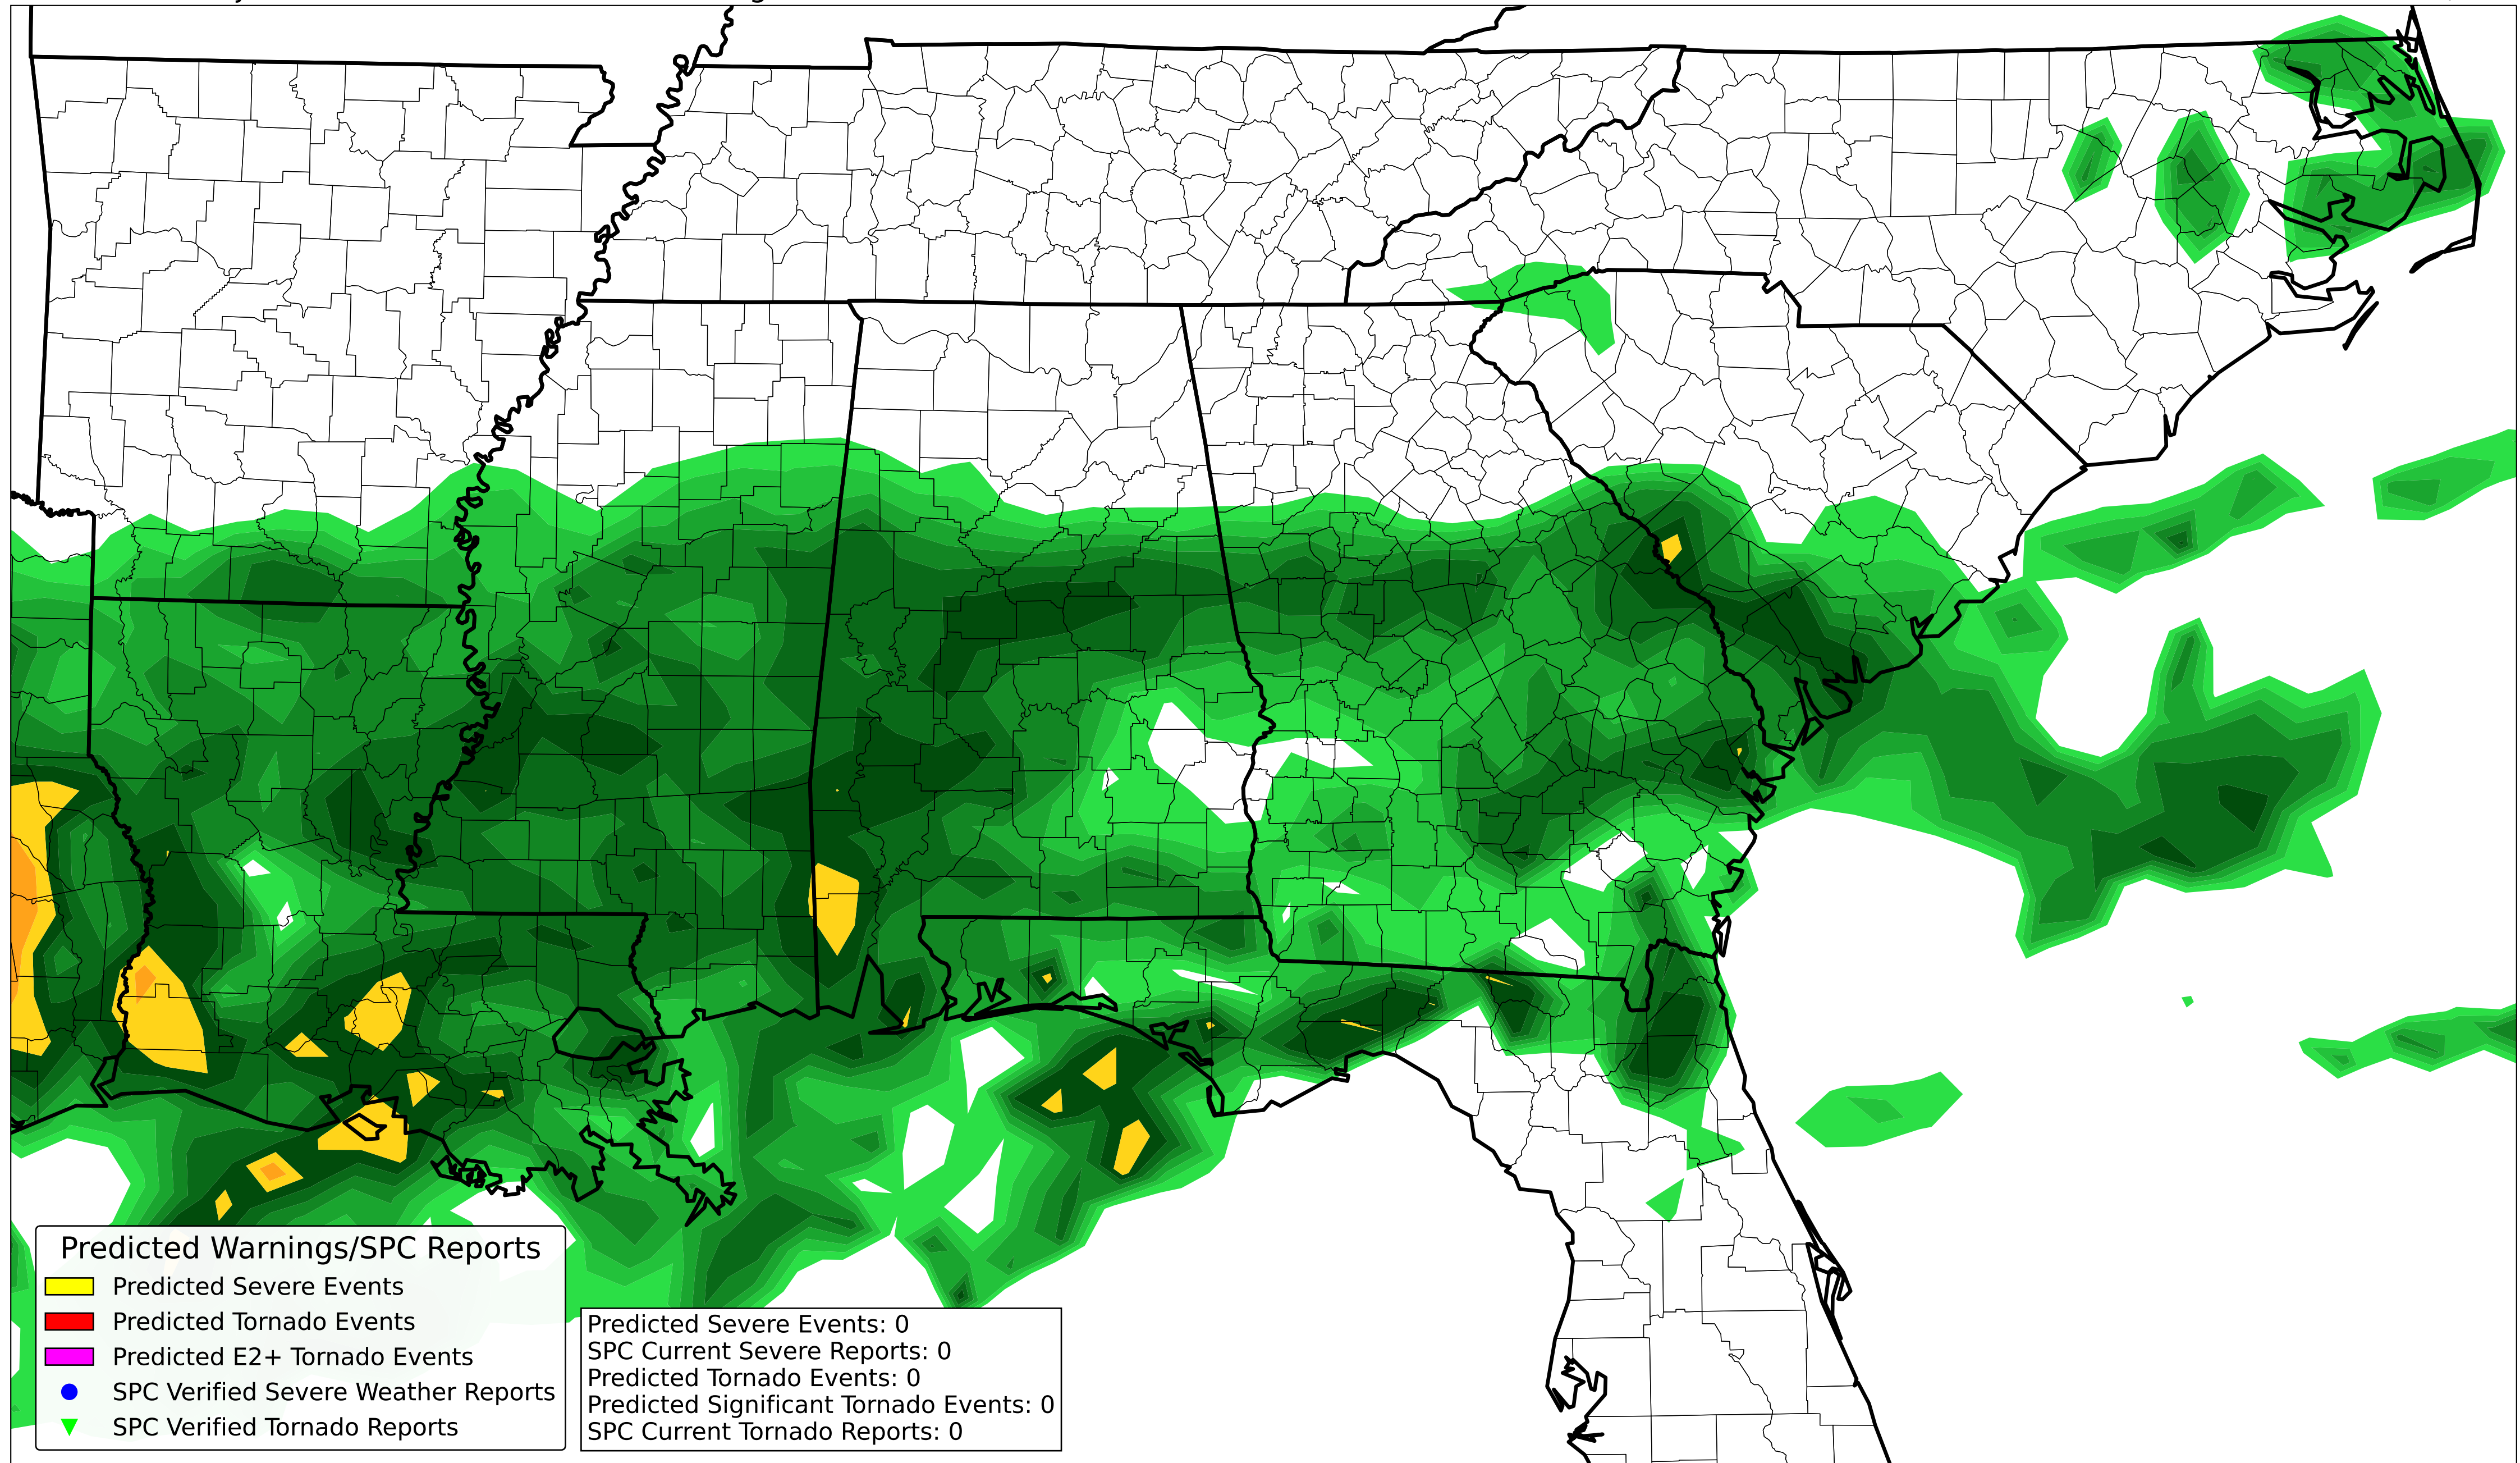 Predicted Warnings/SPC Reports
Predicted Severe Events
Predicted Tornado Events
Predicted E2+ Tornado Events
SPC Verified Severe Weather Reports
SPC Verified Tornado Reports
Predicted Severe Events: 0
SPC Current Severe Reports: 0
Predicted Tornado Events: 0
Predicted Significant Tornado Events: 0
SPC Current Tornado Reports: 0